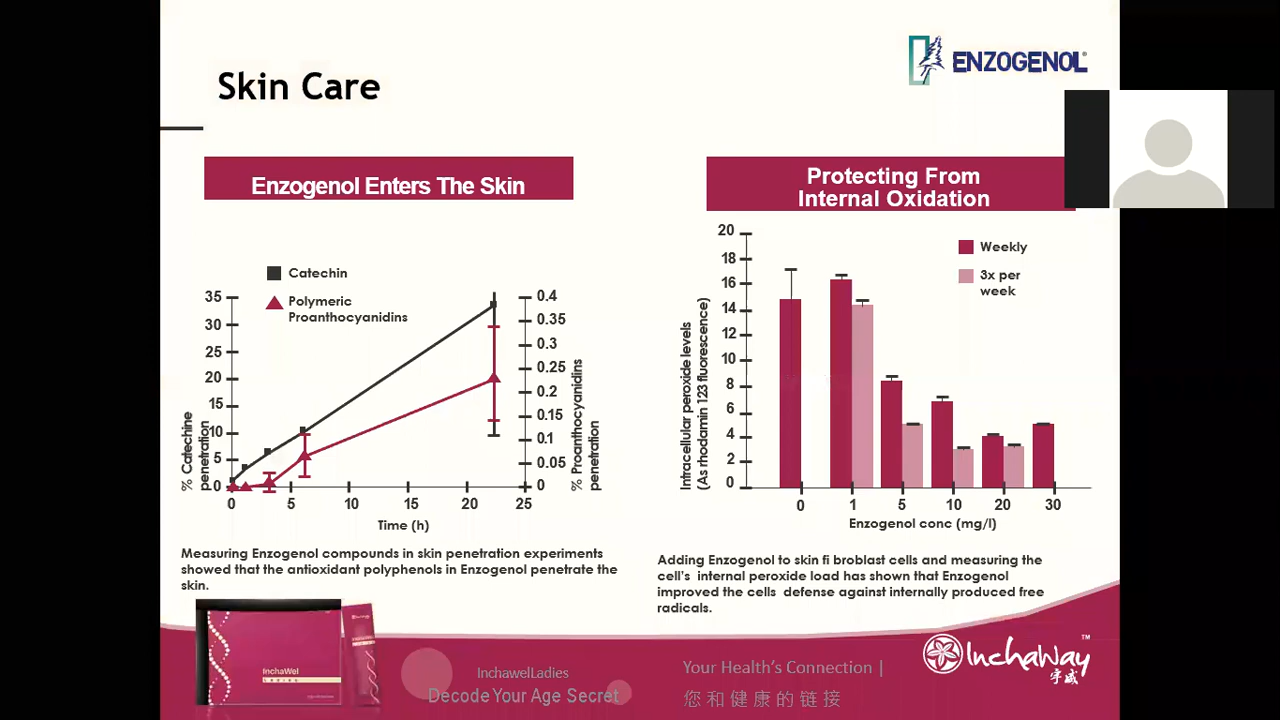 Skin Care
ENZOGENOL®
Enzogenol Enters The Skin
Catechin
Polymeric
Proanthocyanidins
35
30
25
20
15
10
5
0
% Catechine
penetration
0.4
0.35
0.3
0.25
0.2
0.15
0.1
0.05
0
% Proanthocyanidins
penetration
0 5 10 15 20 25
Time (h)
Measuring Enzogenol compounds in skin penetration experiments
showed that the antioxidant polyphenols in Enzogenol penetrate the
skin.
Protecting From
Internal Oxidation
Weekly
3x per
week
20
18
16
14
12
10
8
6
4
2
0
Intracellular peroxide levels
(As rhodamin 123 fluorescence)
0 1 5 10 20 30
Enzogenol conc (mg/l)
Adding Enzogenol to skin fi broblast cells and measuring the
cell's internal peroxide load has shown that Enzogenol
improved the cells defense against internally produced free
radicals.
InchaWel
InchawelLadies
Decode Your Age Secret
Your Health's Connection |
您和健康的链接
InchaWay™
宇威